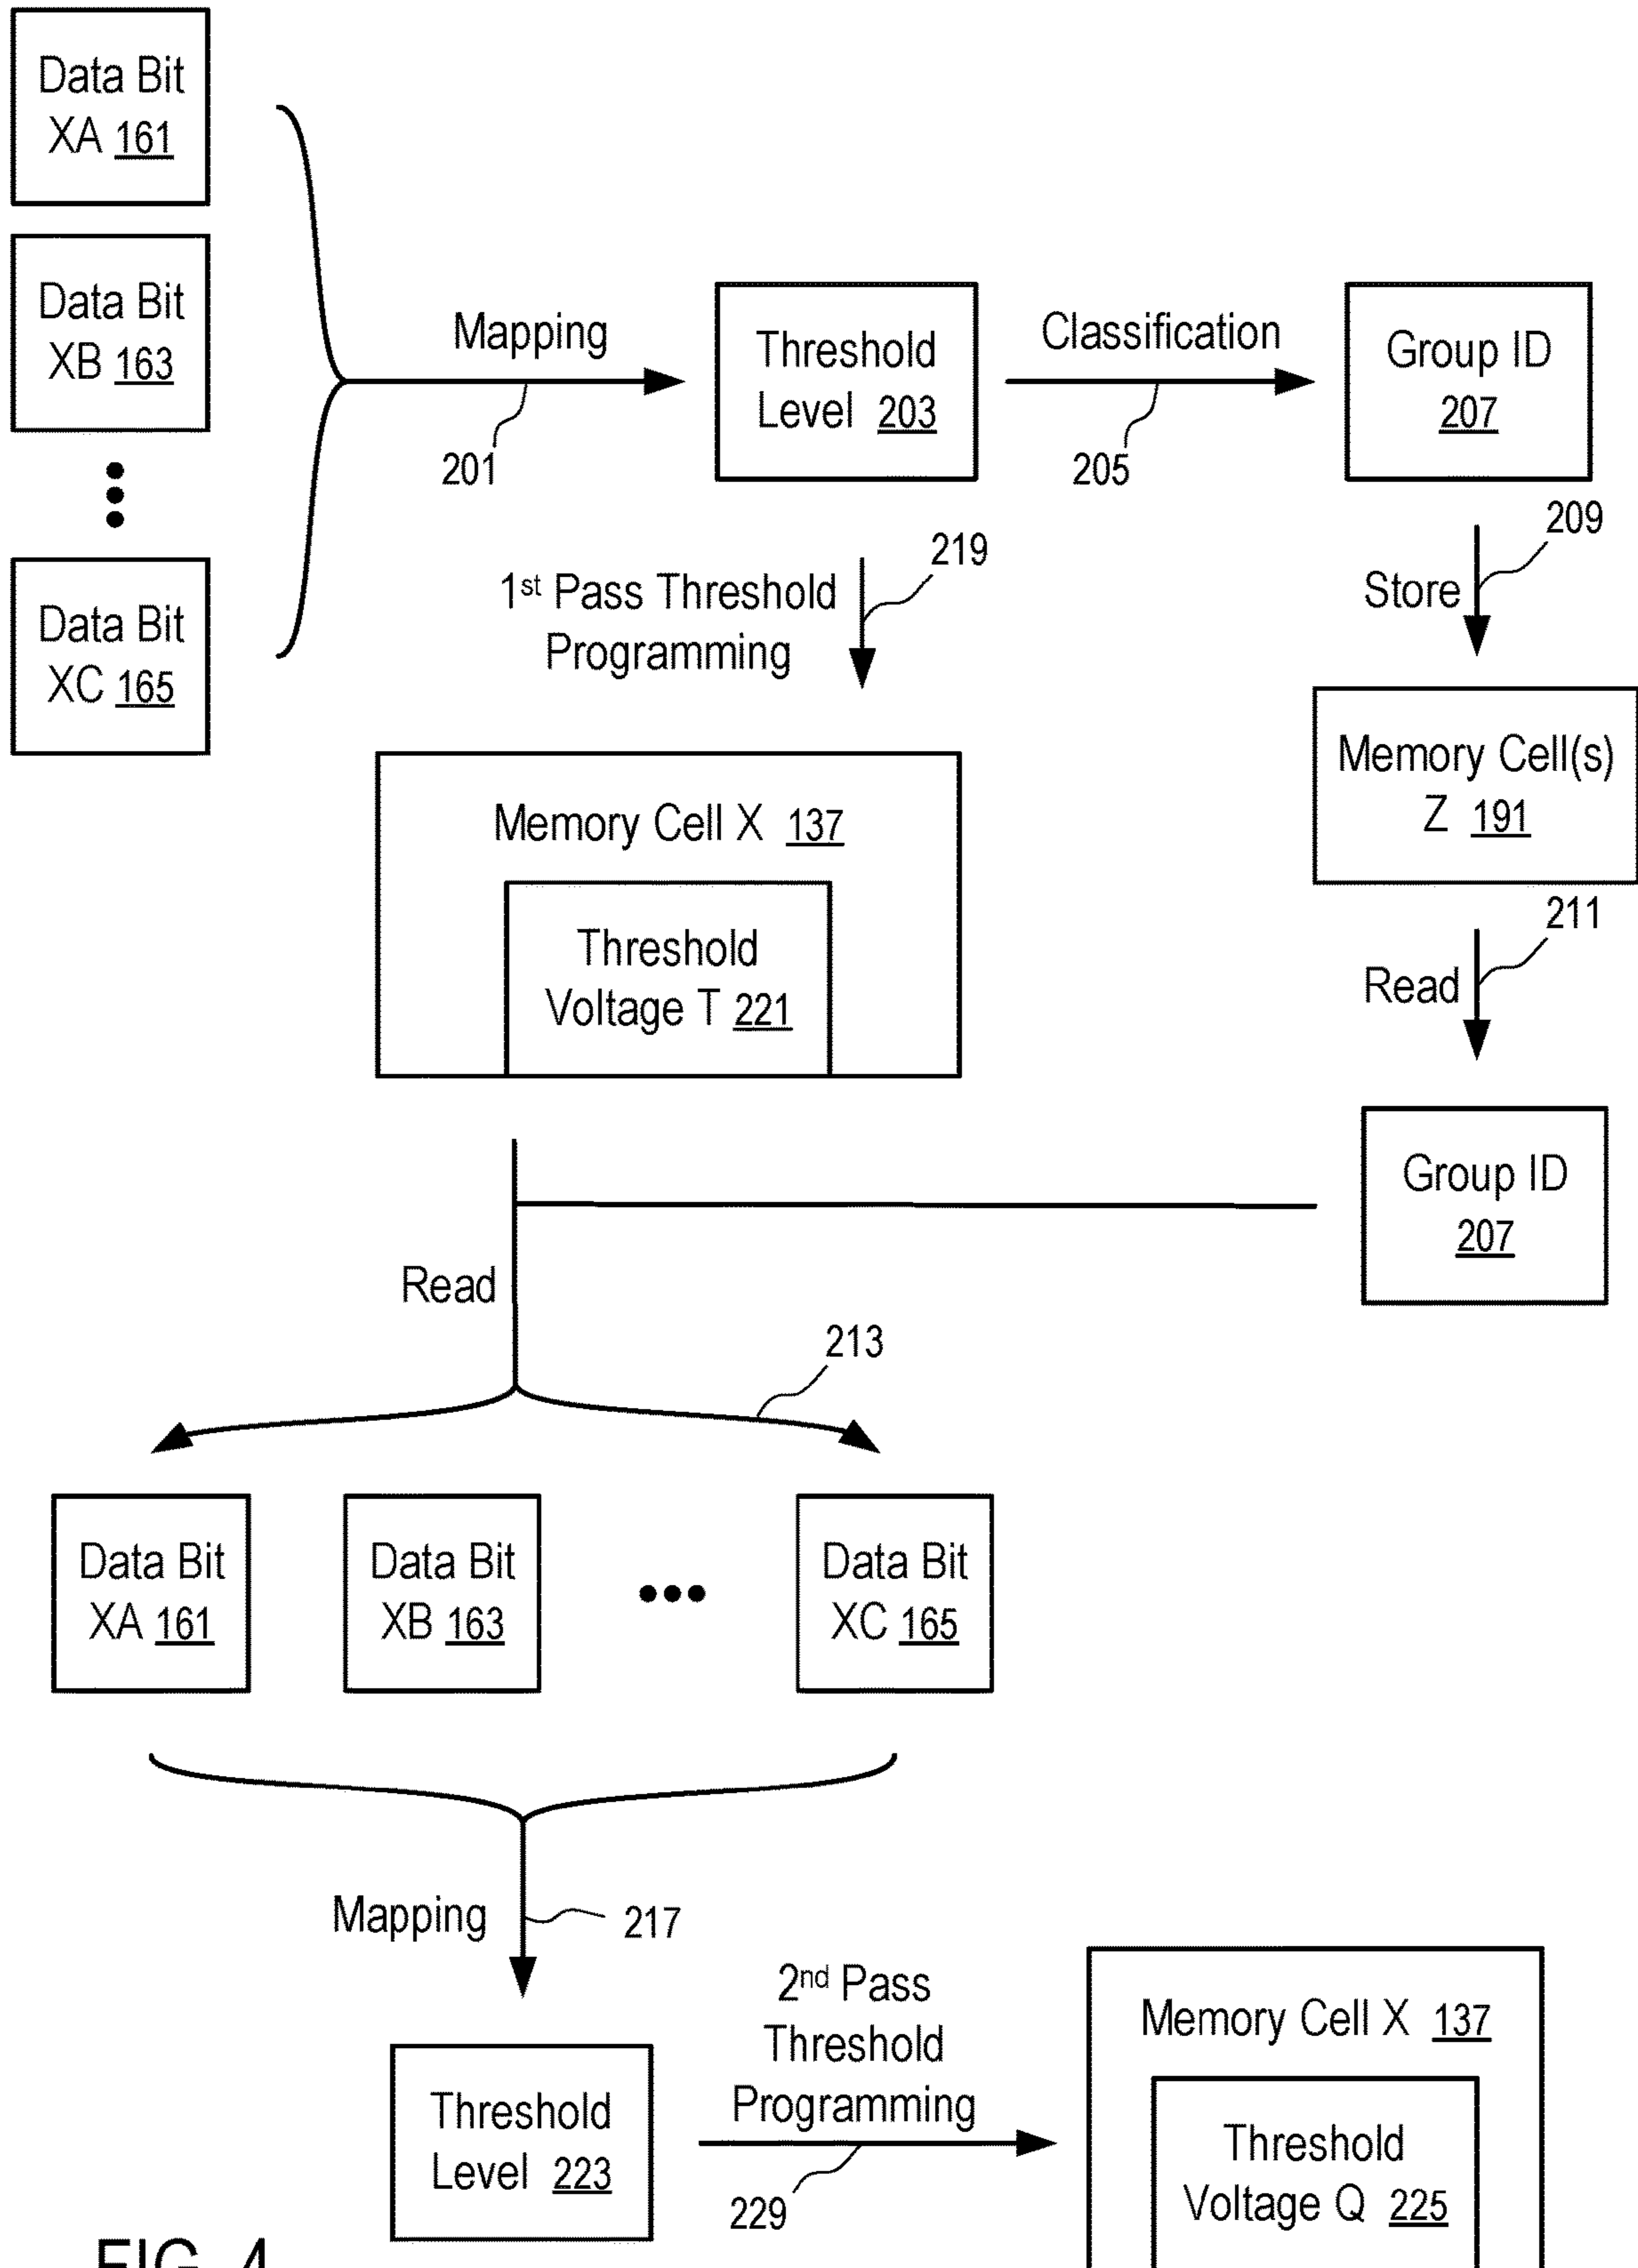 Data Bit
XA 161
Data Bit
XB 163
Data Bit
XC 165
Mapping
201
Threshold
Level 203
Classification
205
Group ID
207
1st Pass Threshold
Programming
219
209
Store
Memory Cell X 137
Threshold
Voltage T 221
Memory Cell(s)
Z 191
211
Read
Group ID
207
Read
213
Data Bit
XA 161
Data Bit
XB 163
Data Bit
XC 165
Mapping
217
Threshold
Level 223
2nd Pass
Threshold
Programming
229
Memory Cell X 137
Threshold
Voltage Q 225
FIG. 4